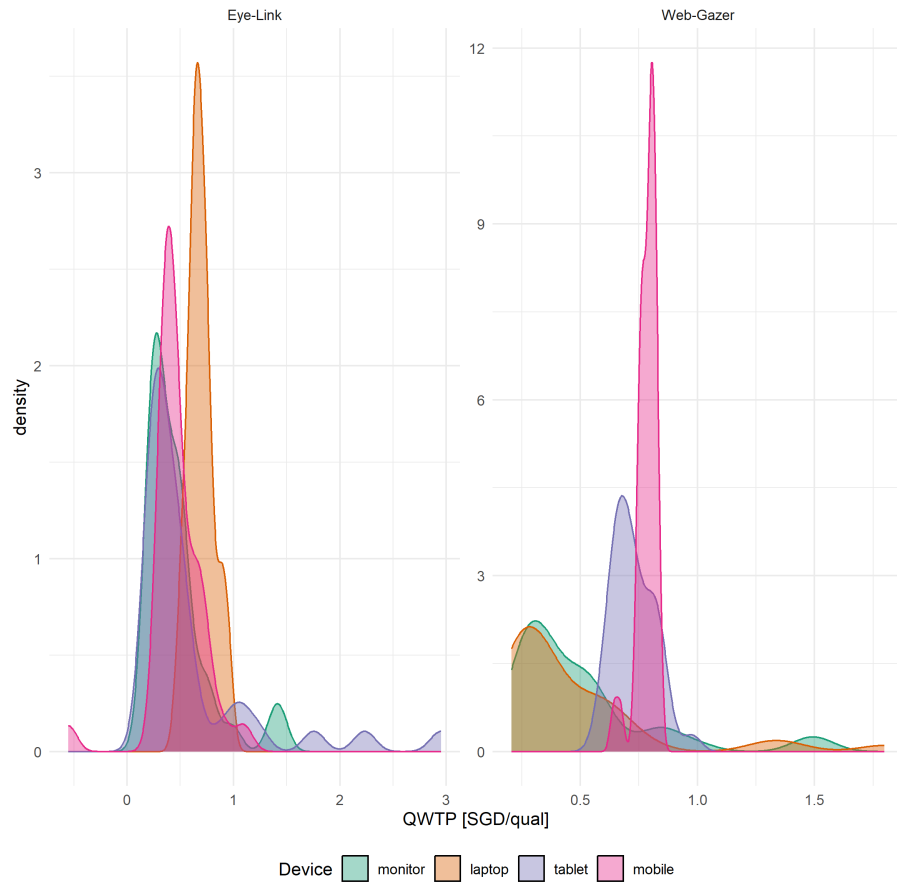 Eye-Link Web-Gazer
12
3
9
2
6
1
3
0 0
0 1 2 3 0.5 1.0 1.5
density
QWTP [SGD/qual]
Device monitor laptop tablet mobile